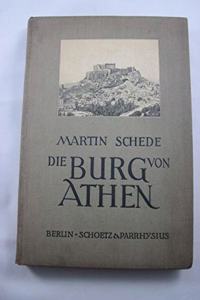 MARTIN SCHEDE
DIE BURG VON
ATHEN
BERLIN • SCHOETZ & PARRHYSIUS